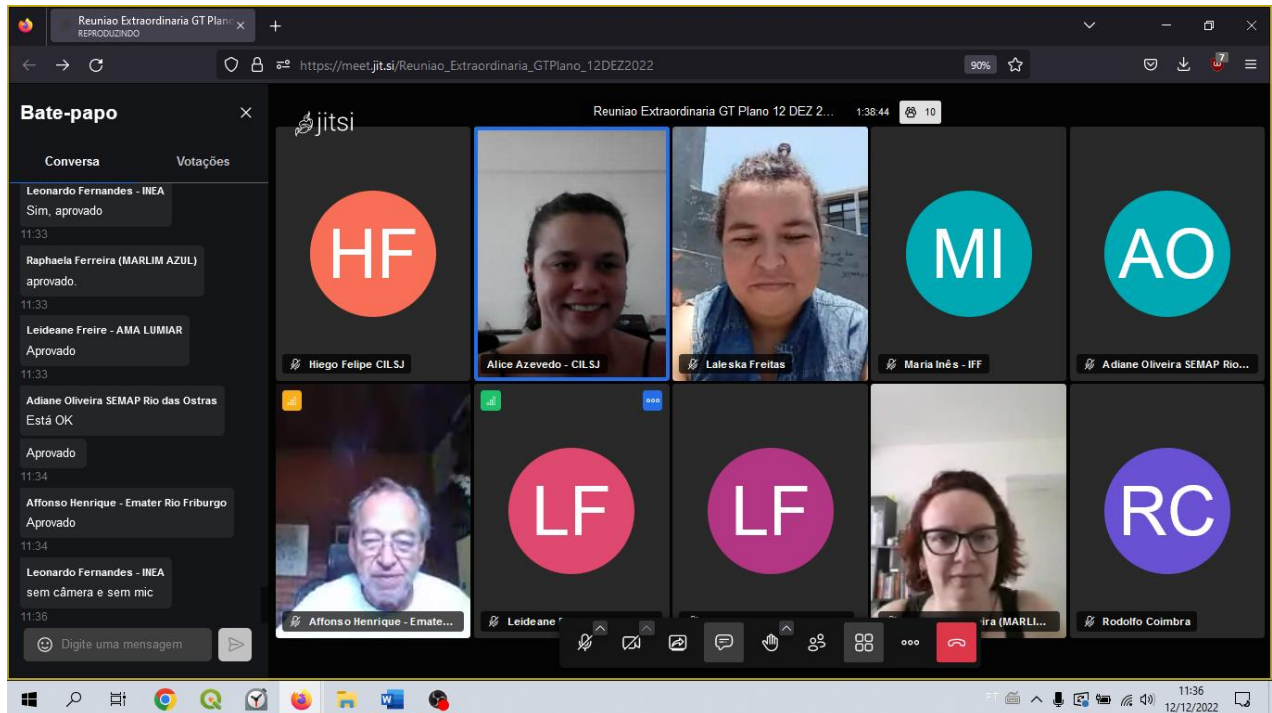 Reuniao Extraordinaria GT Plano
REPRODUZINDO
https://meet.jit.si/Reuniao_Extraordinaria_GTPlano_12DEZ2022
90%
7
Bate-papo
Conversa
Votações
Leonardo Fernandes - INEA
Sim, aprovado
11:33
Raphaela Ferreira (MARLIM AZUL)
aprovado.
11:33
Leideane Freire - AMA LUMIAR
Aprovado
11:33
Adiane Oliveira SEMAP Rio das Ostras
Está OK
Aprovado
11:34
Affonso Henrique - Emater Rio Friburgo
Aprovado
11:34
Leonardo Fernandes - INEA
sem câmera e sem mic
11:36
Digite uma mensagem
jitsi
Reuniao Extraordinaria GT Plano 12 DEZ 2...
1:38:44
10
HF
Hiego Felipe CILSJ
Alice Azevedo - CILSJ
Laleska Freitas
MI
Maria Inês - IFF
AO
Adiane Oliveira SEMAP Rio...
Affonso Henrique - Emate...
LF
Leideane
LF
ira (MARLI...
RC
Rodolfo Coimbra
PT
11:36
12/12/2022